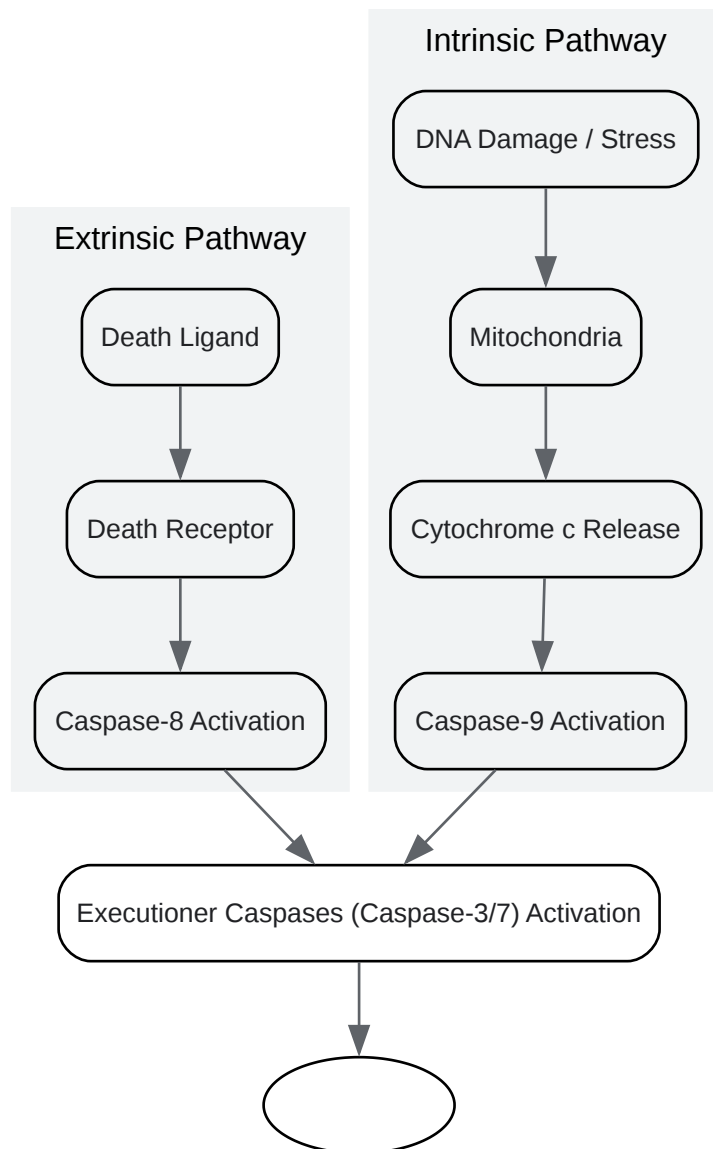 Intrinsic Pathway
DNA Damage / Stress
Extrinsic Pathway
Death Ligand
Mitochondria
Death Receptor
Cytochrome c Release
Caspase-8 Activation
Caspase-9 Activation
Executioner Caspases (Caspase-3/7) Activation